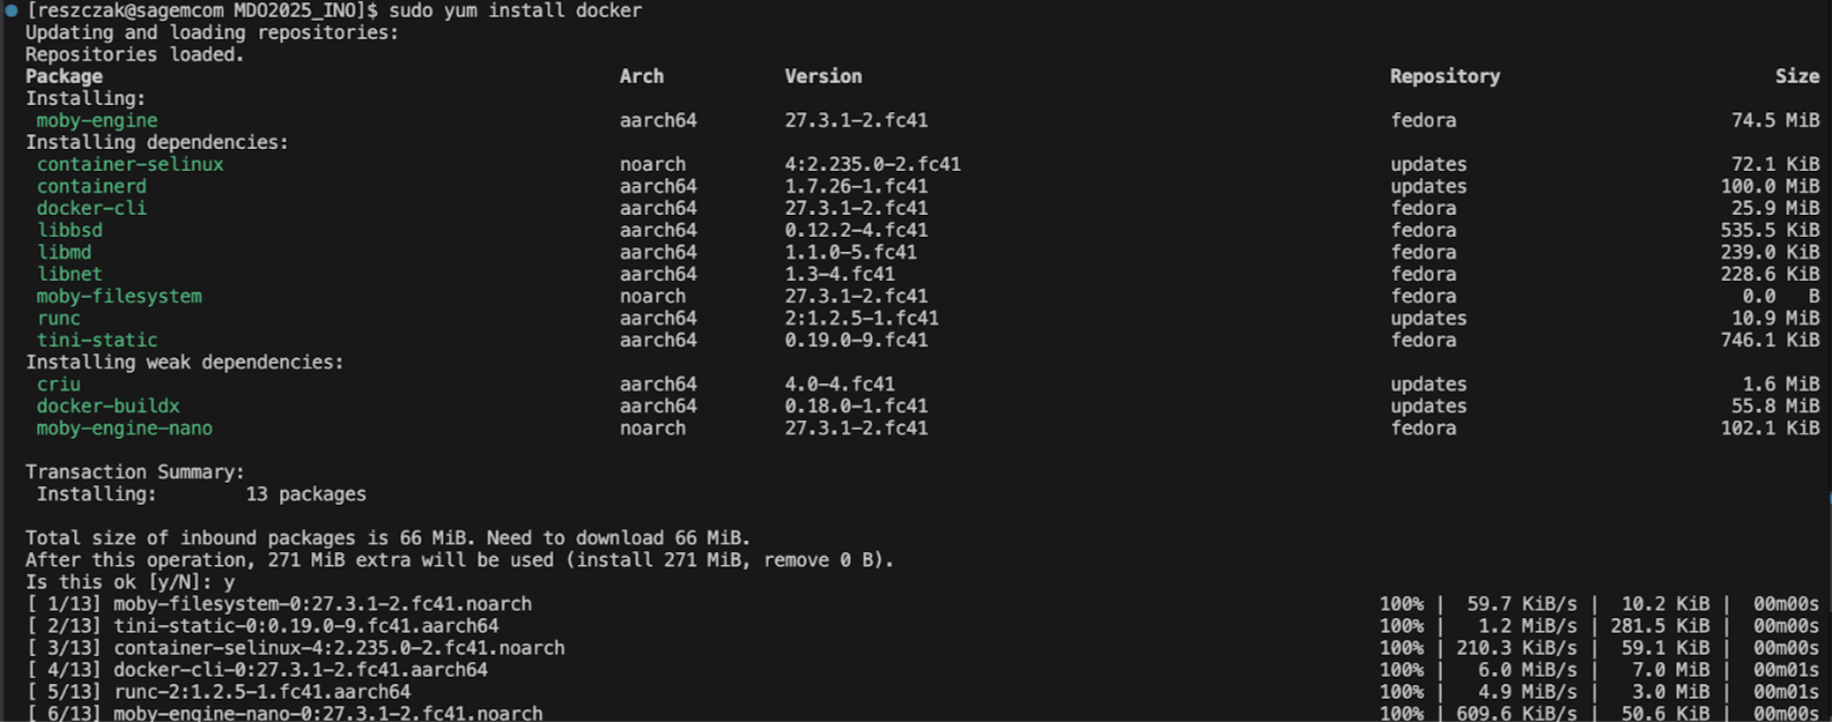 [reszczak@sagemcom MDO2025_INO]$ sudo yum install docker
Updating and loading repositories:
Repositories loaded.
Package Arch Version Repository Size
Installing:
moby-engine aarch64 27.3.1-2.fc41 fedora 74.5 MiB
Installing dependencies:
container-selinux noarch 4:2.235.0-2.fc41 updates 72.1 KiB
containerd aarch64 1.7.26-1.fc41 updates 100.0 MiB
docker-cli aarch64 27.3.1-2.fc41 fedora 25.9 MiB
libbsd aarch64 0.12.2-4.fc41 fedora 535.5 KiB
libmd aarch64 1.1.0-5.fc41 fedora 239.0 KiB
libnet aarch64 1.3-4.fc41 fedora 228.6 KiB
moby-filesystem noarch 27.3.1-2.fc41 fedora 0.0 B
runc aarch64 2:1.2.5-1.fc41 updates 10.9 MiB
tini-static aarch64 0.19.0-9.fc41 fedora 746.1 KiB
Installing weak dependencies:
criu aarch64 4.0-4.fc41 updates 1.6 MiB
docker-buildx aarch64 0.18.0-1.fc41 updates 55.8 MiB
moby-engine-nano noarch 27.3.1-2.fc41 fedora 102.1 KiB
Transaction Summary:
Installing: 13 packages
Total size of inbound packages is 66 MiB. Need to download 66 MiB.
After this operation, 271 MiB extra will be used (install 271 MiB, remove 0 B).
Is this ok [y/N]: y
[ 1/13] moby-filesystem-0:27.3.1-2.fc41.noarch 100% | 59.7 KiB/s | 10.2 KiB | 00m00s
[ 2/13] tini-static-0:0.19.0-9.fc41.aarch64 100% | 1.2 MiB/s | 281.5 KiB | 00m00s
[ 3/13] container-selinux-4:2.235.0-2.fc41.noarch 100% | 210.3 KiB/s | 59.1 KiB | 00m00s
[ 4/13] docker-cli-0:27.3.1-2.fc41.aarch64 100% | 6.0 MiB/s | 7.0 MiB | 00m01s
[ 5/13] runc-2:1.2.5-1.fc41.aarch64 100% | 4.9 MiB/s | 3.0 MiB | 00m01s
[ 6/13] moby-engine-nano-0:27.3.1-2.fc41.noarch 100% | 609.6 KiB/s | 50.6 KiB | 00m00s